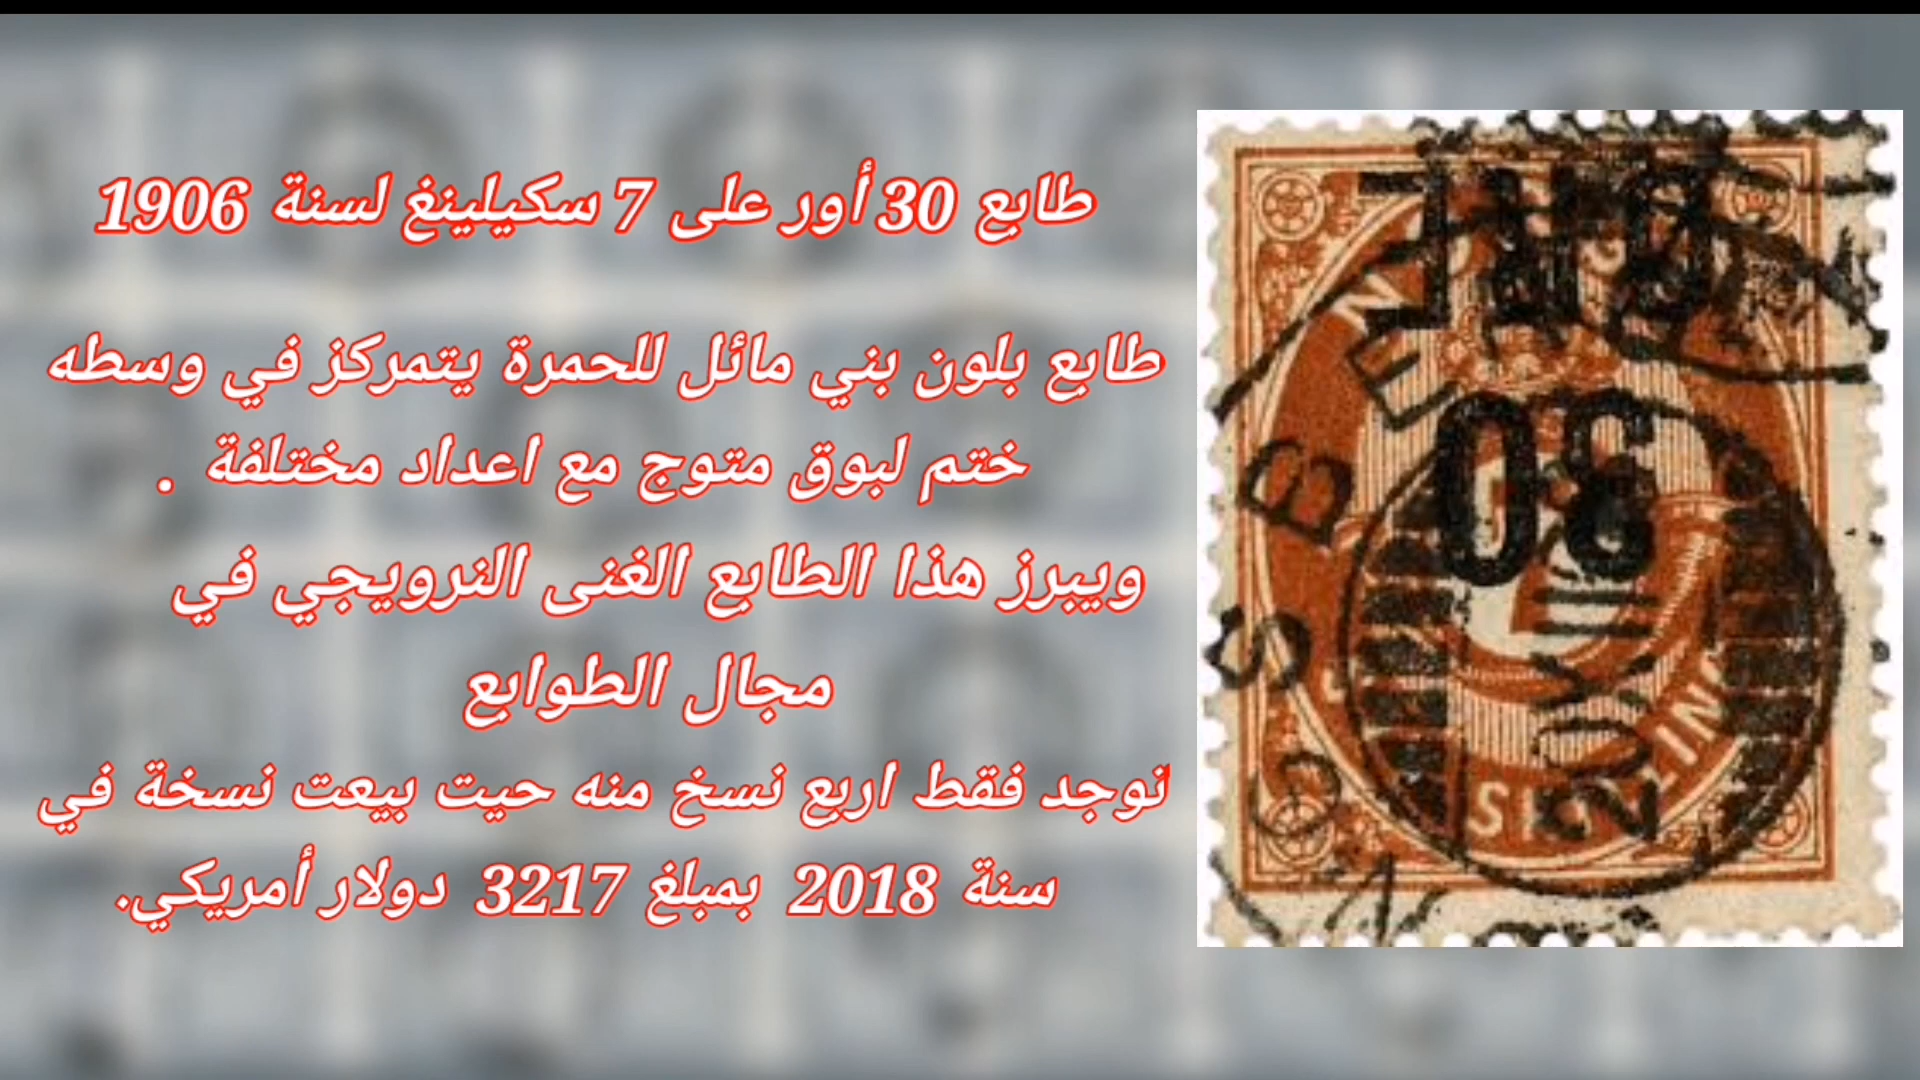 طابع 30 أور على 7 سكيلينغ لسنة 1906
طابع بلون بني مائل للحمرة يتمركز في وسطه
ختم لبوق متوج مع اعداد مختلفة .
ويبرز هذا الطابع الغنى النرويجي في
مجال الطوابع
توجد فقط اربع نسخ منه حيت بيعت نسخة في
سنة 2018 بمبلغ 3217 دولار أمريكي.
30